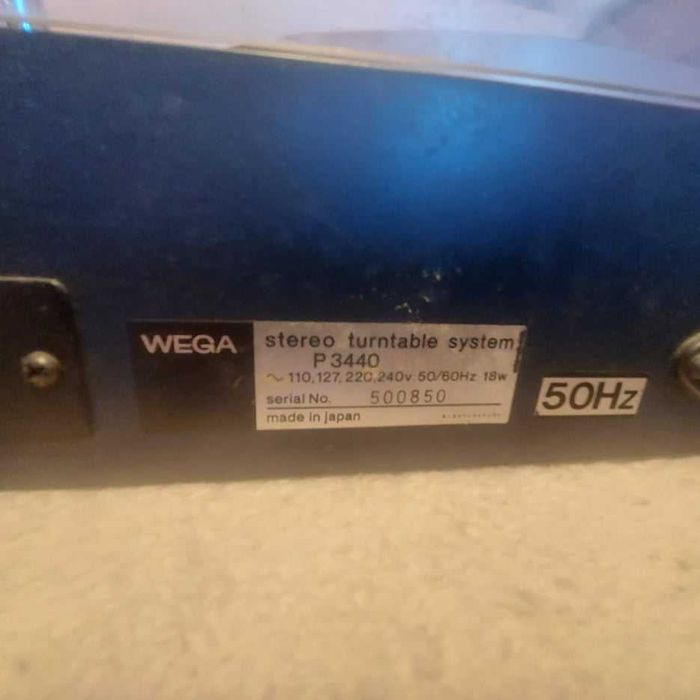 WEGA
stereo turntable system
P 3440
~ 110,127, 220,240v 50/60Hz 18w
serial No. 500850
made in japan
50Hz